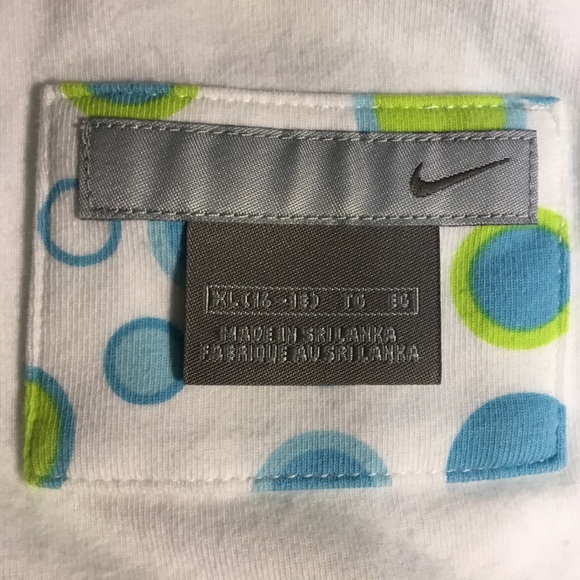 XL (16 -18) TG EG
MADE IN SRI LANKA
FABRIQUE AU SRI LANKA